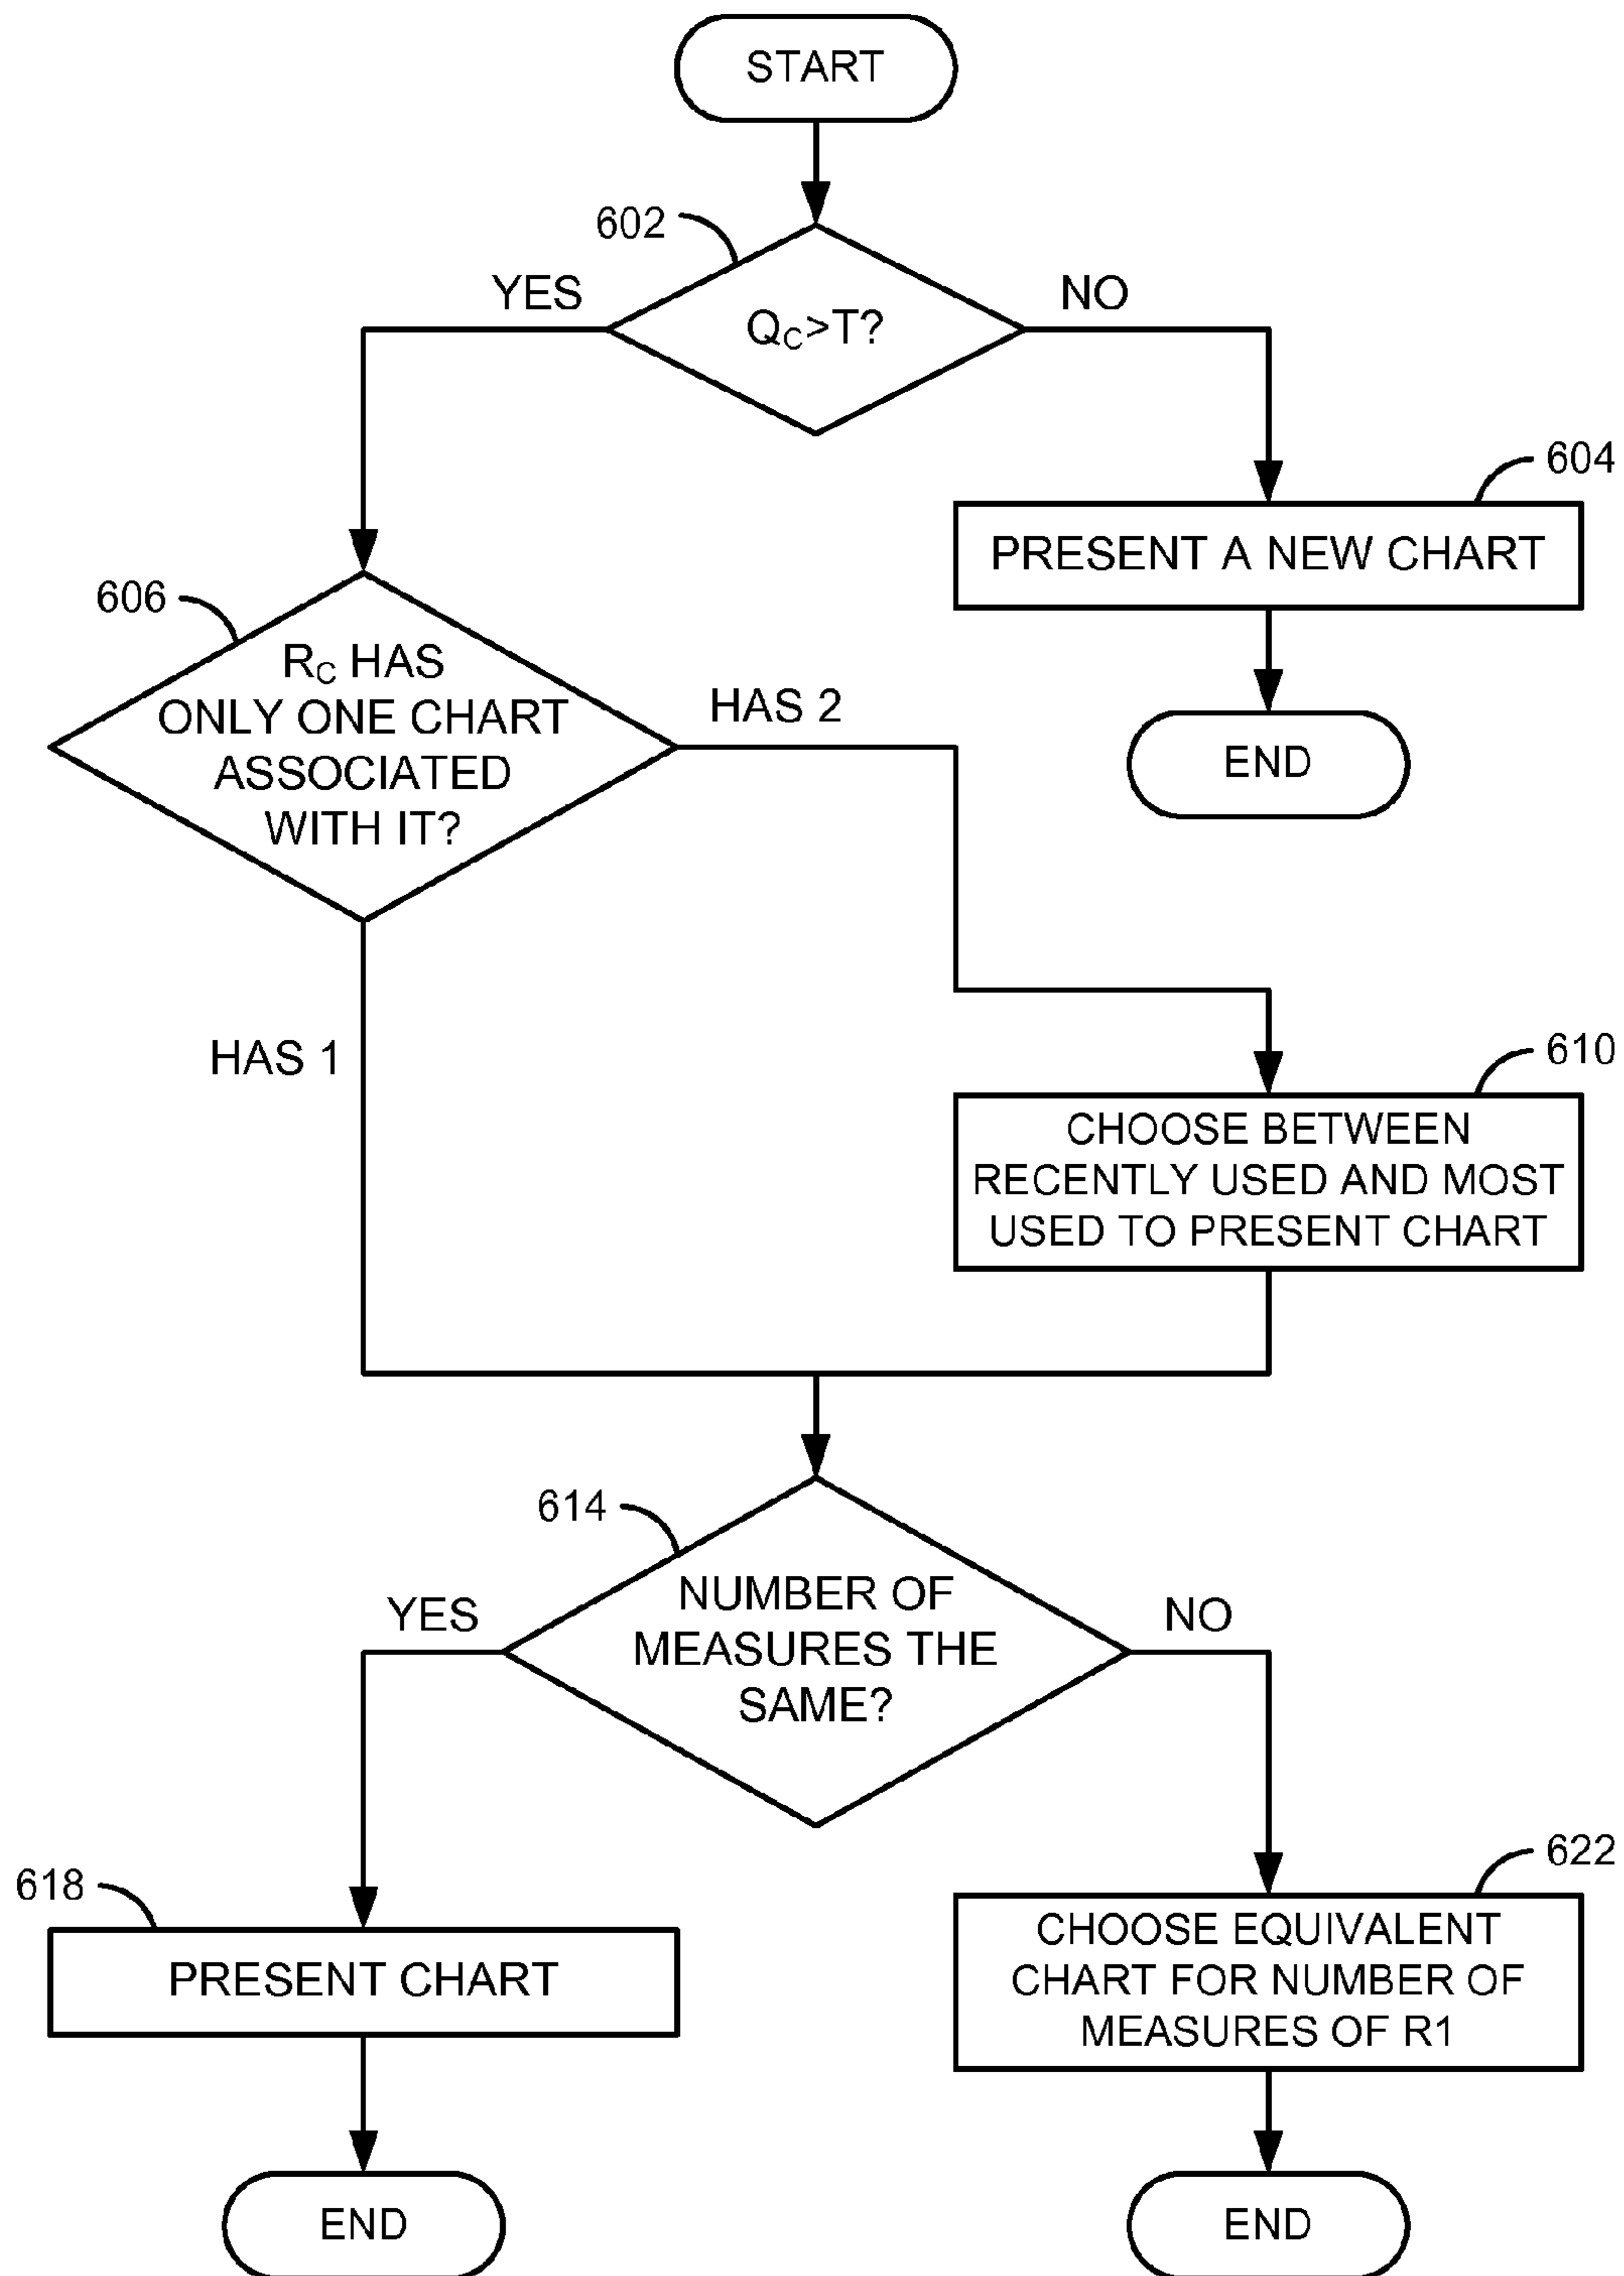 START
602
YES
NO
QC>T?
604
PRESENT A NEW CHART
606
RC HAS
ONLY ONE CHART
ASSOCIATED
WITH IT?
HAS 2
END
HAS 1
610
CHOOSE BETWEEN
RECENTLY USED AND MOST
USED TO PRESENT CHART
614
NUMBER OF
MEASURES THE
SAME?
YES
NO
618
PRESENT CHART
622
CHOOSE EQUIVALENT
CHART FOR NUMBER OF
MEASURES OF R1
END
END